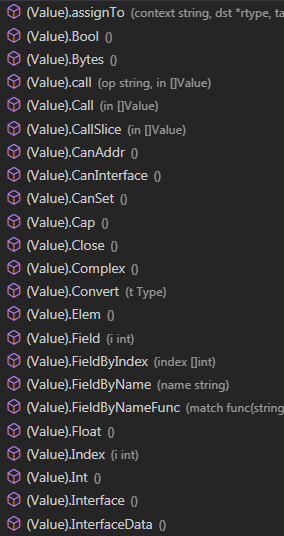 (Value).assignTo (context string, dst *rtype, ta
(Value).Bool ()
(Value).Bytes ()
(Value).call (op string, in []Value)
(Value).Call (in []Value)
(Value).CallSlice (in []Value)
(Value).CanAddr ()
(Value).CanInterface ()
(Value).CanSet ()
(Value).Cap ()
(Value).Close ()
(Value).Complex ()
(Value).Convert (t Type)
(Value).Elem ()
(Value).Field (i int)
(Value).FieldByIndex (index []int)
(Value).FieldByName (name string)
(Value).FieldByNameFunc (match func(string
(Value).Float ()
(Value).Index (i int)
(Value).Int ()
(Value).Interface ()
(Value).InterfaceData ()